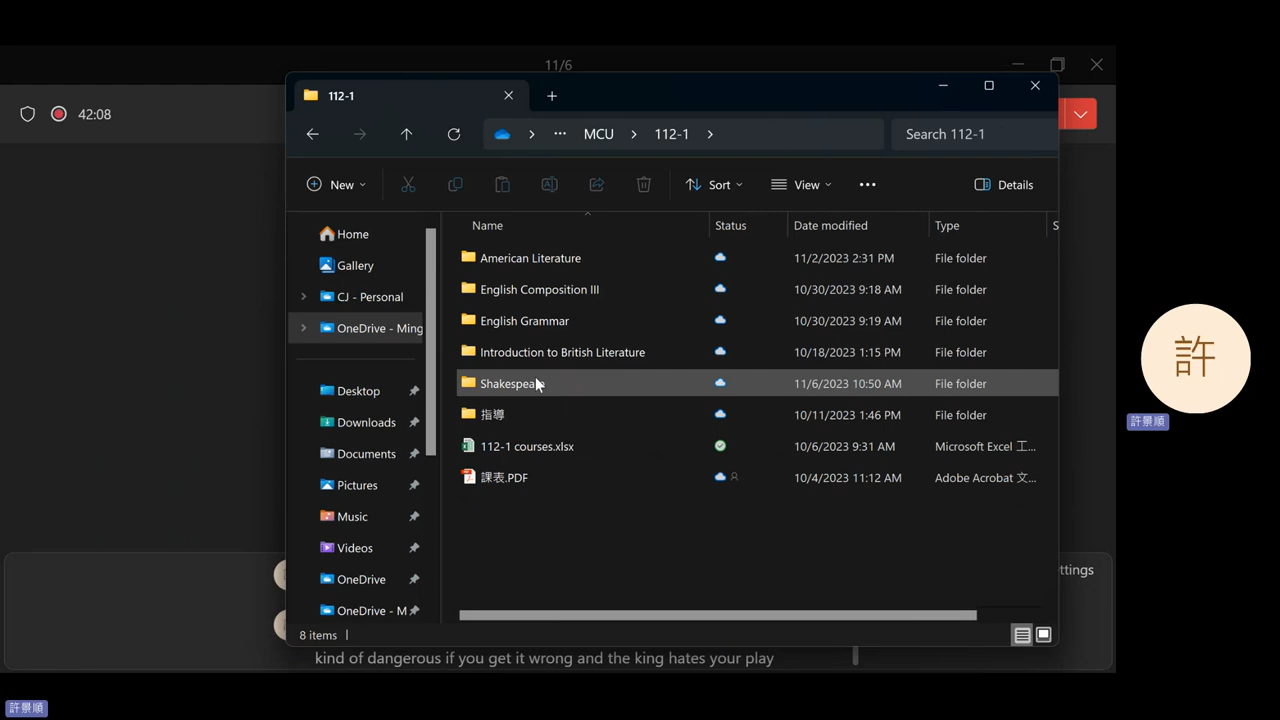 11/6
42:08
112-1
MCU > 112-1 >
Search 112-1
New
Sort
View
Details
Name Status Date modified Type S
Home
Gallery
CJ - Personal
OneDrive - Ming
Desktop
Downloads
Documents
Pictures
Music
Videos
OneDrive
OneDrive - M
American Literature 11/2/2023 2:31 PM File folder
English Composition III 10/30/2023 9:18 AM File folder
English Grammar 10/30/2023 9:19 AM File folder
Introduction to British Literature 10/18/2023 1:15 PM File folder
Shakespeare 11/6/2023 10:50 AM File folder
指導 10/11/2023 1:46 PM File folder
112-1 courses.xlsx 10/6/2023 9:31 AM Microsoft Excel 工...
課表.PDF 10/4/2023 11:12 AM Adobe Acrobat 文...
8 items
ttings
kind of dangerous if you get it wrong and the king hates your play
許
許景順
許景順